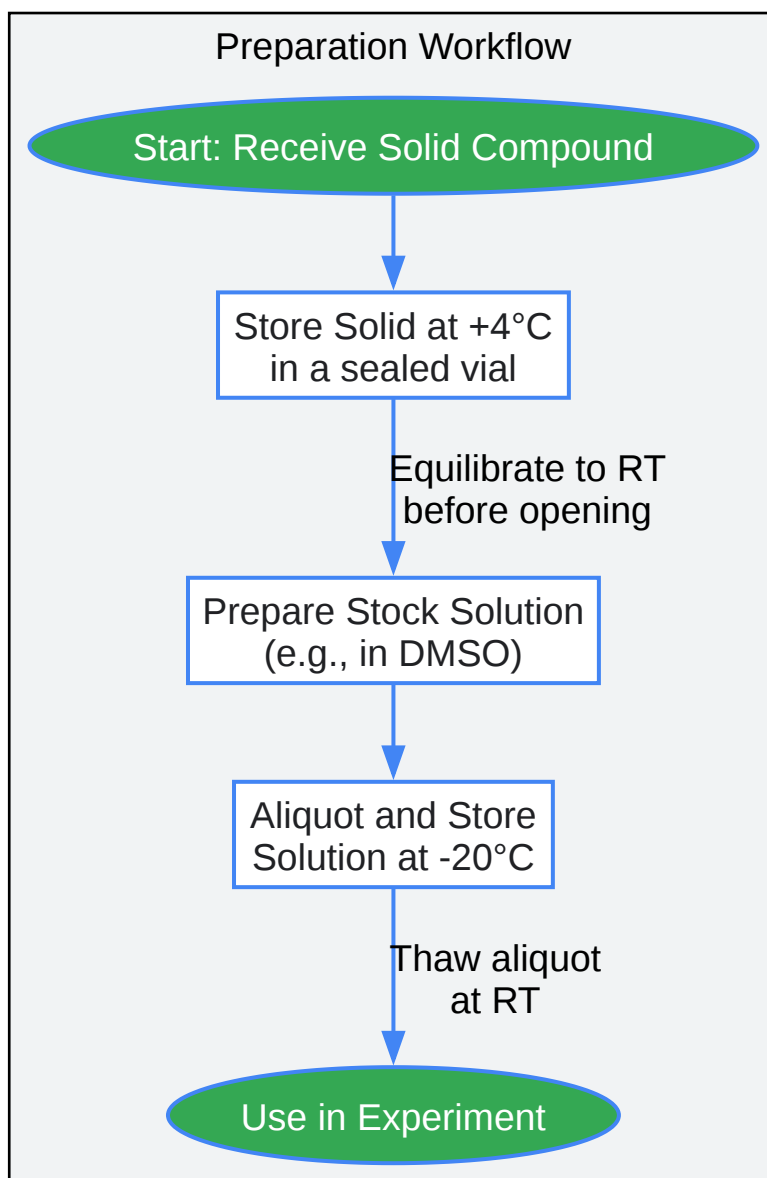 Preparation Workflow
Start: Receive Solid Compound
Store Solid at +4°C
in a sealed vial
Equilibrate to RT
before opening
Prepare Stock Solution
(e.g., in DMSO)
Aliquot and Store
Solution at -20°C
Thaw aliquot
at RT
Use in Experiment